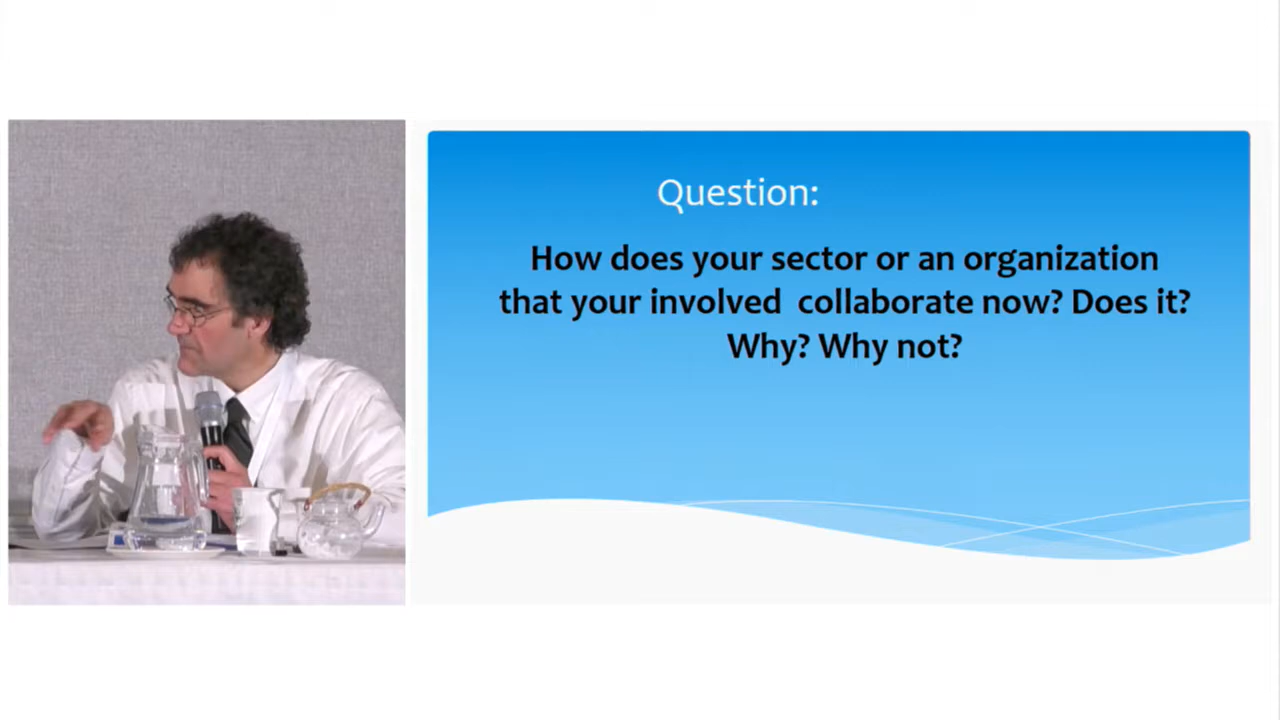 Question:
How does your sector or an organization
that your involved  collaborate now? Does it?
Why? Why not?